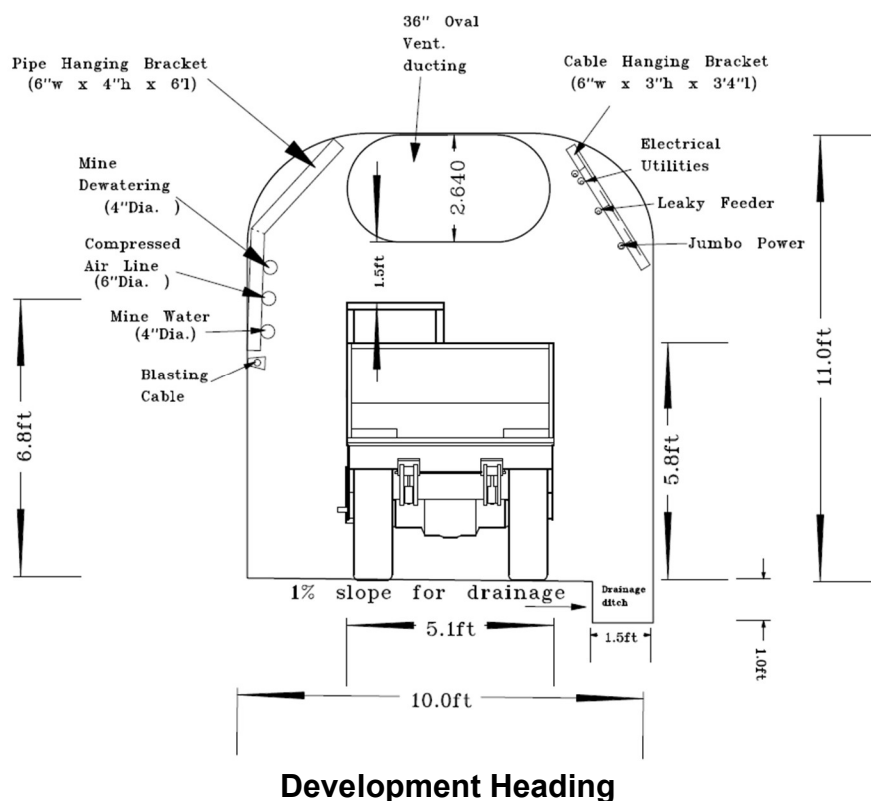 36" Oval
Vent.
ducting
Pipe Hanging Bracket
(6"w x 4"h x 6'l)
Cable Hanging Bracket
(6"w x 3"h x 3'4"l)
Mine
Dewatering
(4"Dia. )
Electrical
Utilities
2.640
Leaky Feeder
Compressed
Air Line
(6"Dia. )
Jumbo Power
1.5ft
Mine Water
(4"Dia.)
Blasting
Cable
11.0ft
6.8ft
5.8ft
1% slope for drainage
Drainage
ditch
1.5ft
1.0ft
5.1ft
10.0ft
Development Heading